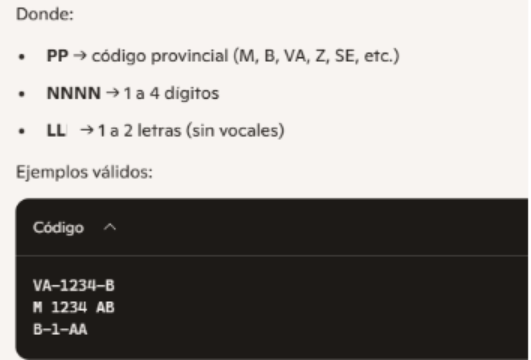 Donde:
• PP → código provincial (M, B, VA, Z, SE, etc.)
• NNNN → 1 a 4 dígitos
• LL → 1 a 2 letras (sin vocales)
Ejemplos válidos:
Código
VA-1234-B
M 1234 AB
B-1-AA